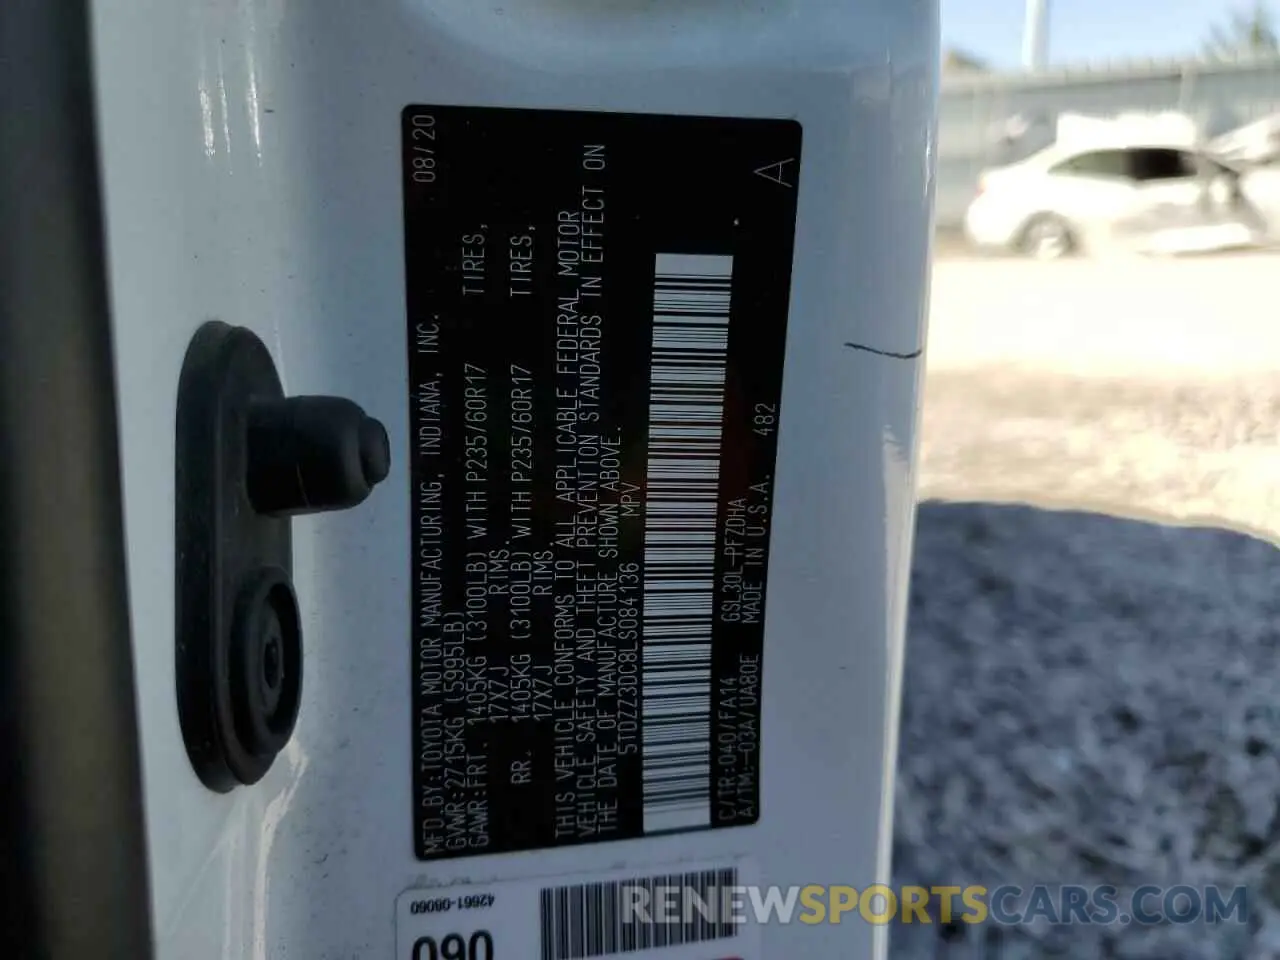 MFD.BY:TOYOTA MOTOR MANUFACTURING, INDIANA, INC. 08/20
GVWR:2715KG (5995LB)
GAWR:FRT. 1405KG (3100LB) WITH P235/60R17 TIRES,
17X7J RIMS.
RR. 1405KG (3100LB) WITH P235/60R17 TIRES,
17X7J RIMS.
THIS VEHICLE CONFORMS TO ALL APPLICABLE FEDERAL MOTOR
VEHICLE SAFETY AND THEFT PREVENTION STANDARDS IN EFFECT ON
THE DATE OF MANUFACTURE SHOWN ABOVE.
5TDZZ3DC8LS084136 MPV
C/TR:040/FA14 GSL30L-PFZDHA
A/TM:-03A/UA80E MADE IN U.S.A. 482
A
42661-08060
060
RENEWSPORTSCARS.COM